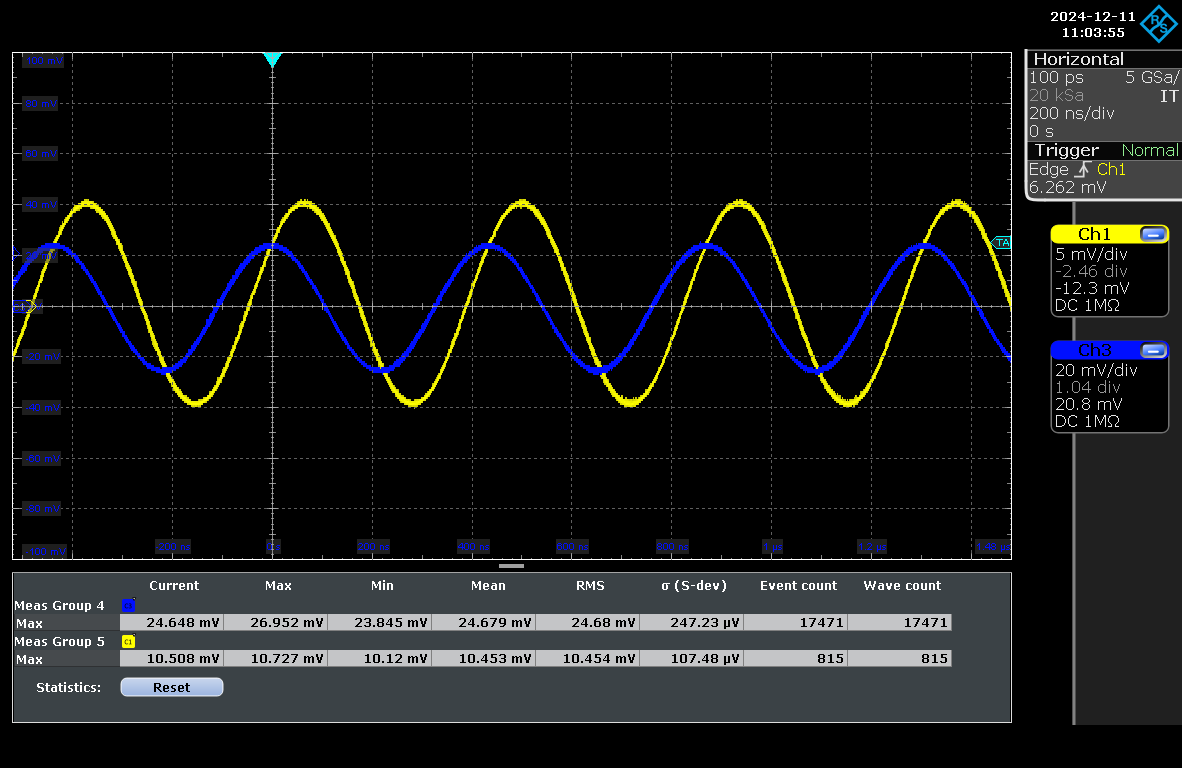 2024-12-11
11:03:55
Horizontal
100 ps 5 GSa/
20 kSa IT
200 ns/div
0 s
Trigger Normal
Edge Ch1
6.262 mV
TA
Ch1
5 mV/div
-2.46 div
-12.3 mV
DC 1MΩ
Ch3
20 mV/div
1.04 div
20.8 mV
DC 1MΩ
Current Max Min Mean RMS σ (S-dev) Event count Wave count
Meas Group 4
Max 24.648 mV 26.952 mV 23.845 mV 24.679 mV 24.68 mV 247.23 µV 17471 17471
Meas Group 5 C1
Max 10.508 mV 10.727 mV 10.12 mV 10.453 mV 10.454 mV 107.48 µV 815 815
Statistics: Reset